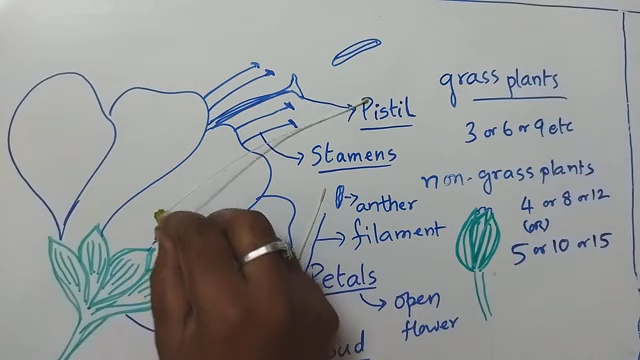 Pistil
Stamens
anther
filament
Petals
open
flower
grass plants
3 or 6 or 9 etc
non-grass plants
4 or 8 or 12
(or)
5 or 10 or 15